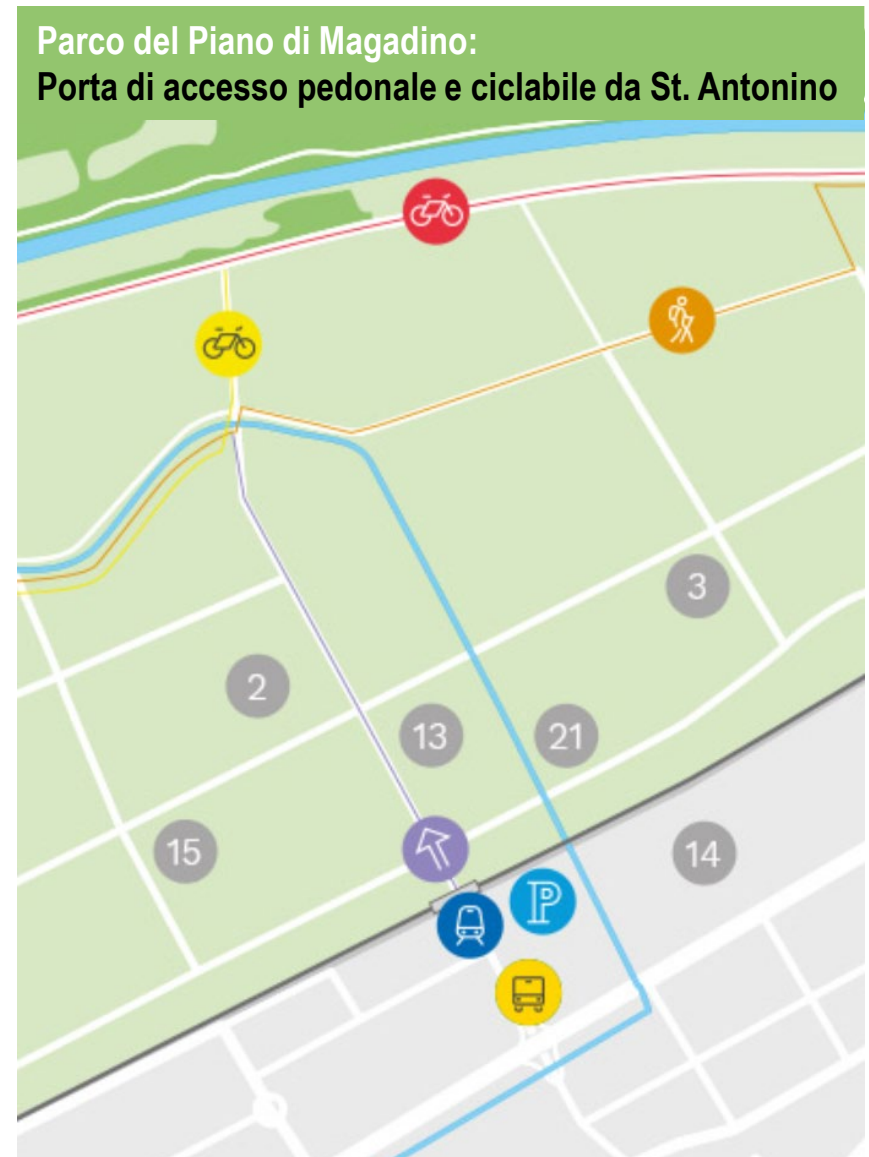 Parco del Piano di Magadino:
Porta di accesso pedonale e ciclabile da St. Antonino
3
2
13
21
15
14
P